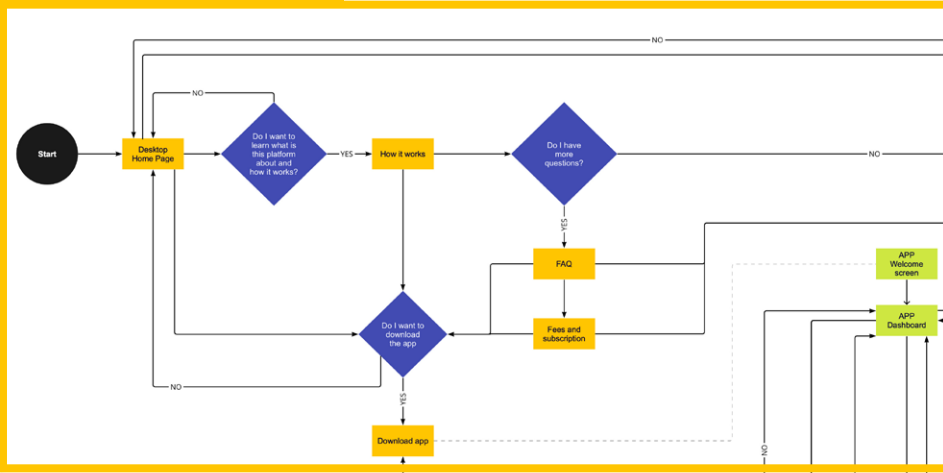 NO
NO
Start
Desktop
Home Page
Do I want to
learn what is
this platform
about and
how it works?
YES
How it works
Do I have
more
questions?
NO
YES
FAQ
APP
Welcome
screen
Fees and
subscription
APP
Dashboard
Do I want to
download
the app
NO
YES
Download app
NO